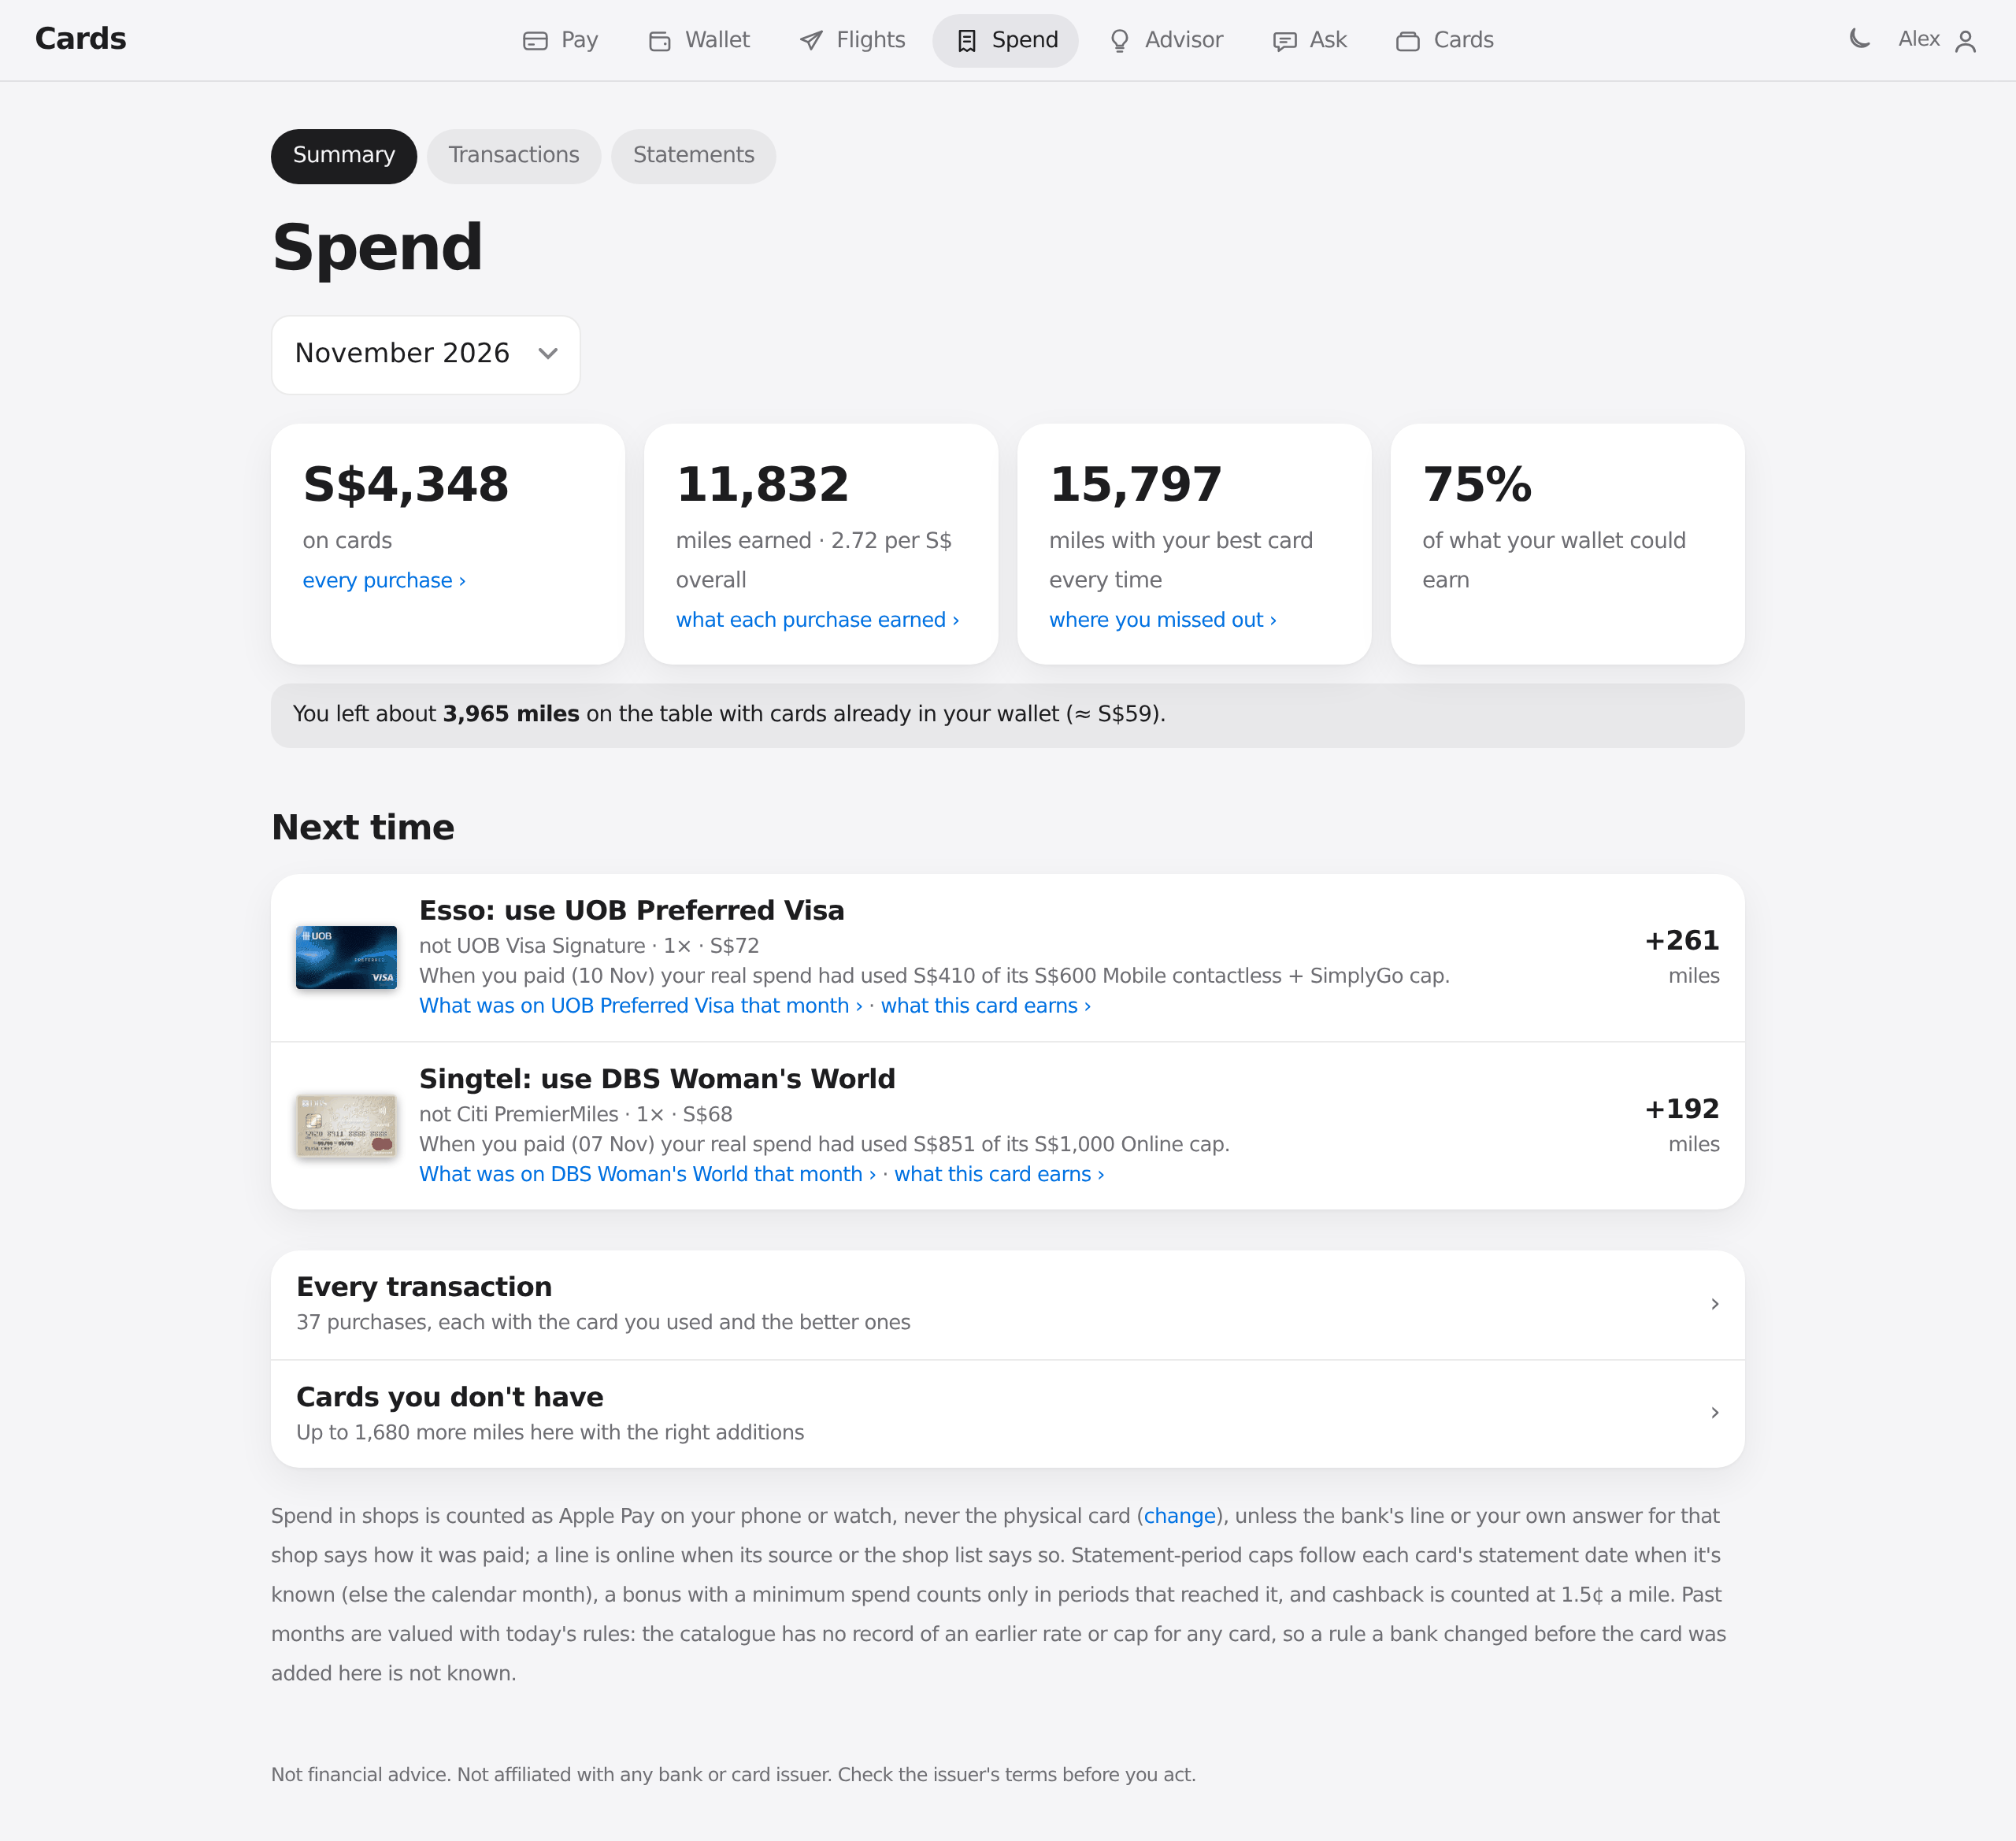 Cards
Pay
Wallet
Flights
Spend
Advisor
Ask
Cards
Alex
Summary
Transactions
Statements
Spend
November 2026
S$4,348
on cards
every purchase ›
11,832
miles earned · 2.72 per S$
overall
what each purchase earned ›
15,797
miles with your best card
every time
where you missed out ›
75%
of what your wallet could
earn
You left about 3,965 miles on the table with cards already in your wallet (≈ S$59).
Next time
UOB
PREFERRED
VISA
Esso: use UOB Preferred Visa
not UOB Visa Signature · 1× · S$72
When you paid (10 Nov) your real spend had used S$410 of its S$600 Mobile contactless + SimplyGo cap.
What was on UOB Preferred Visa that month › · what this card earns ›
+261
miles
Singtel: use DBS Woman's World
not Citi PremierMiles · 1× · S$68
When you paid (07 Nov) your real spend had used S$851 of its S$1,000 Online cap.
What was on DBS Woman's World that month › · what this card earns ›
+192
miles
Every transaction
37 purchases, each with the card you used and the better ones
›
Cards you don't have
Up to 1,680 more miles here with the right additions
›
Spend in shops is counted as Apple Pay on your phone or watch, never the physical card (change), unless the bank's line or your own answer for that
shop says how it was paid; a line is online when its source or the shop list says so. Statement-period caps follow each card's statement date when it's
known (else the calendar month), a bonus with a minimum spend counts only in periods that reached it, and cashback is counted at 1.5¢ a mile. Past
months are valued with today's rules: the catalogue has no record of an earlier rate or cap for any card, so a rule a bank changed before the card was
added here is not known.
Not financial advice. Not affiliated with any bank or card issuer. Check the issuer's terms before you act.